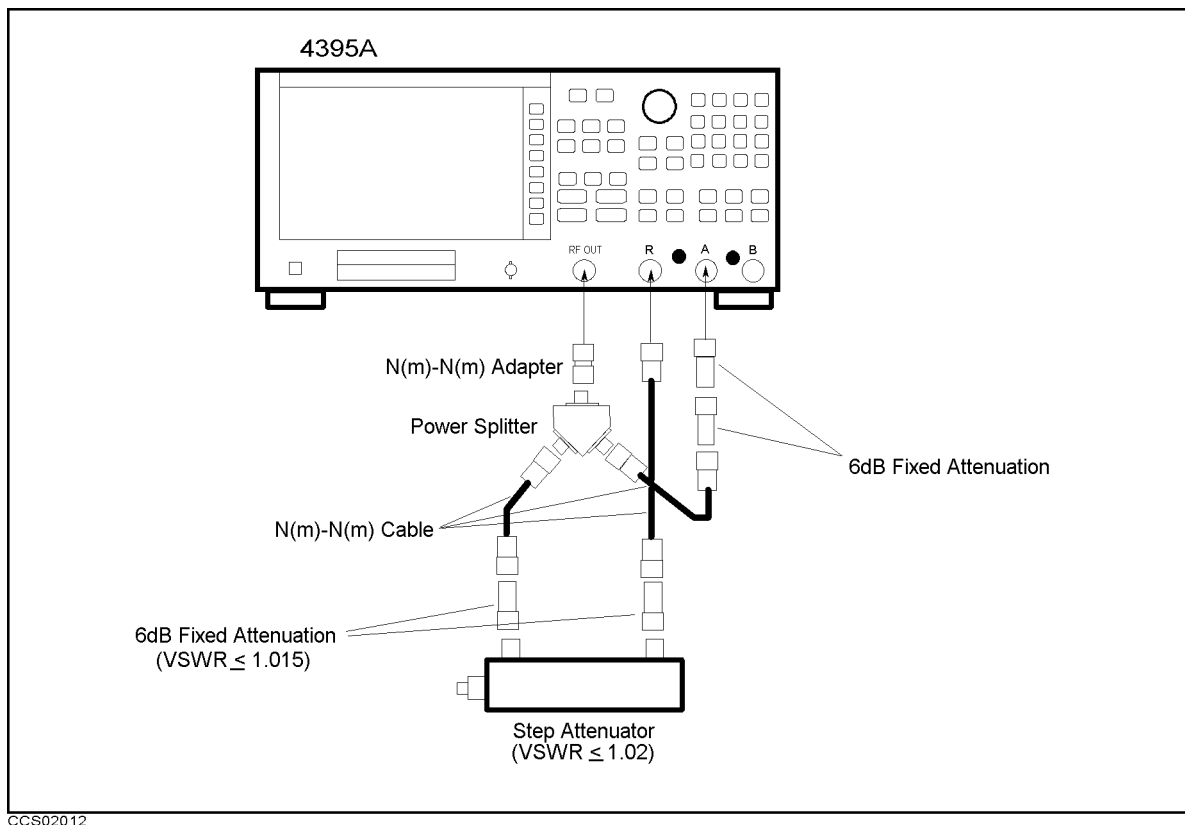 4395A
RF OUT
R
A
B
N(m)-N(m) Adapter
Power Splitter
6dB Fixed Attenuation
N(m)-N(m) Cable
6dB Fixed Attenuation
(VSWR ≤ 1.015)
Step Attenuator
(VSWR ≤ 1.02)
CCS02012